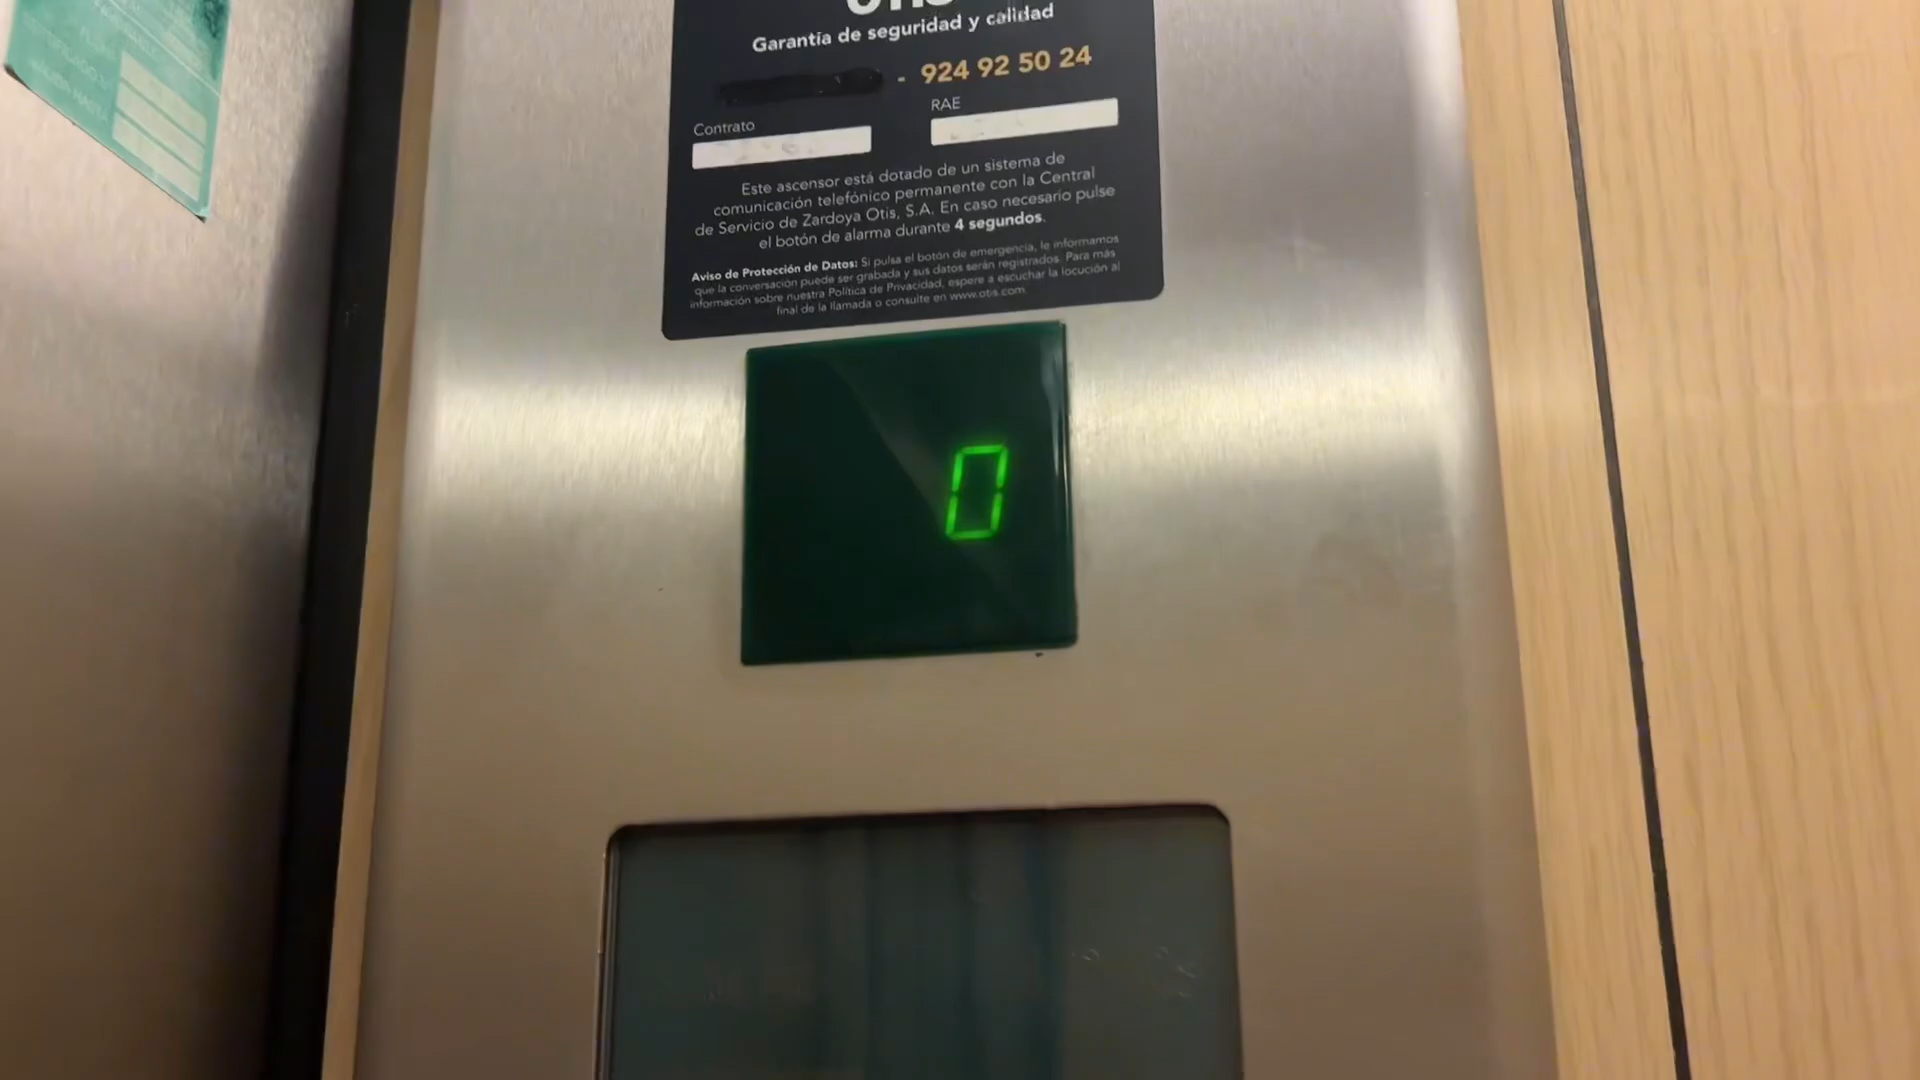 Garantía de seguridad y calidad
- 924 92 50 24
Contrato
RAE
Este ascensor está dotado de un sistema de
comunicación telefónico permanente con la Central
de Servicio de Zardoya Otis, S.A. En caso necesario pulse
el botón de alarma durante 4 segundos.
Aviso de Protección de Datos: Si pulsa el botón de emergencia, le informamos
que la conversación puede ser grabada y sus datos serán registrados. Para más
información sobre nuestra Política de Privacidad, espere a escuchar la locución al
final de la llamada o consulte en www.otis.com
0